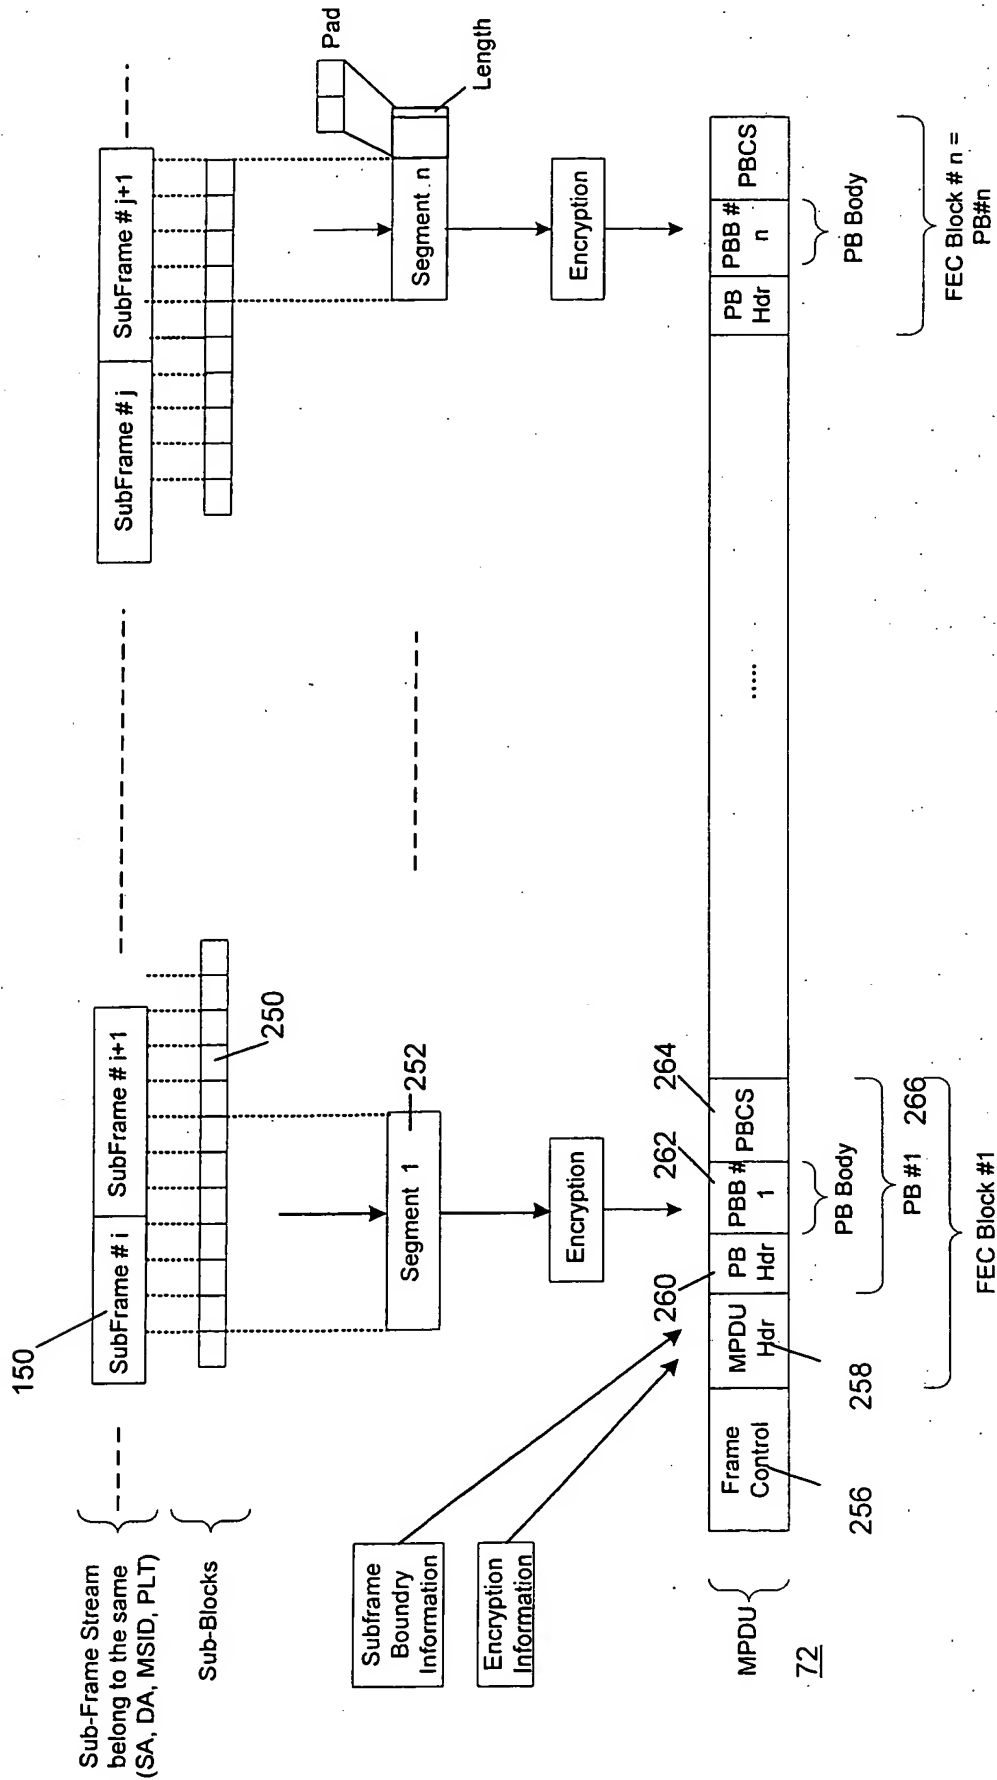 Sub-Frame Stream
belong to the same
(SA, DA, MSID, PLT)
Sub-Blocks
150
SubFrame # i
SubFrame # i+1
250
SubFrame # j
SubFrame # j+1
Segment 1
252
Segment n
Pad
Length
Encryption
Encryption
Subframe
Boundry
Information
Encryption
Information
MPDU
72
Frame
Control
256
MPDU
Hdr
258
PB
Hdr
260
PBB #
1
262
PBCS
264
PB Body
PB #1
266
FEC Block #1
.....
PB
Hdr
PBB #
n
PBCS
PB Body
FEC Block # n =
PB#n